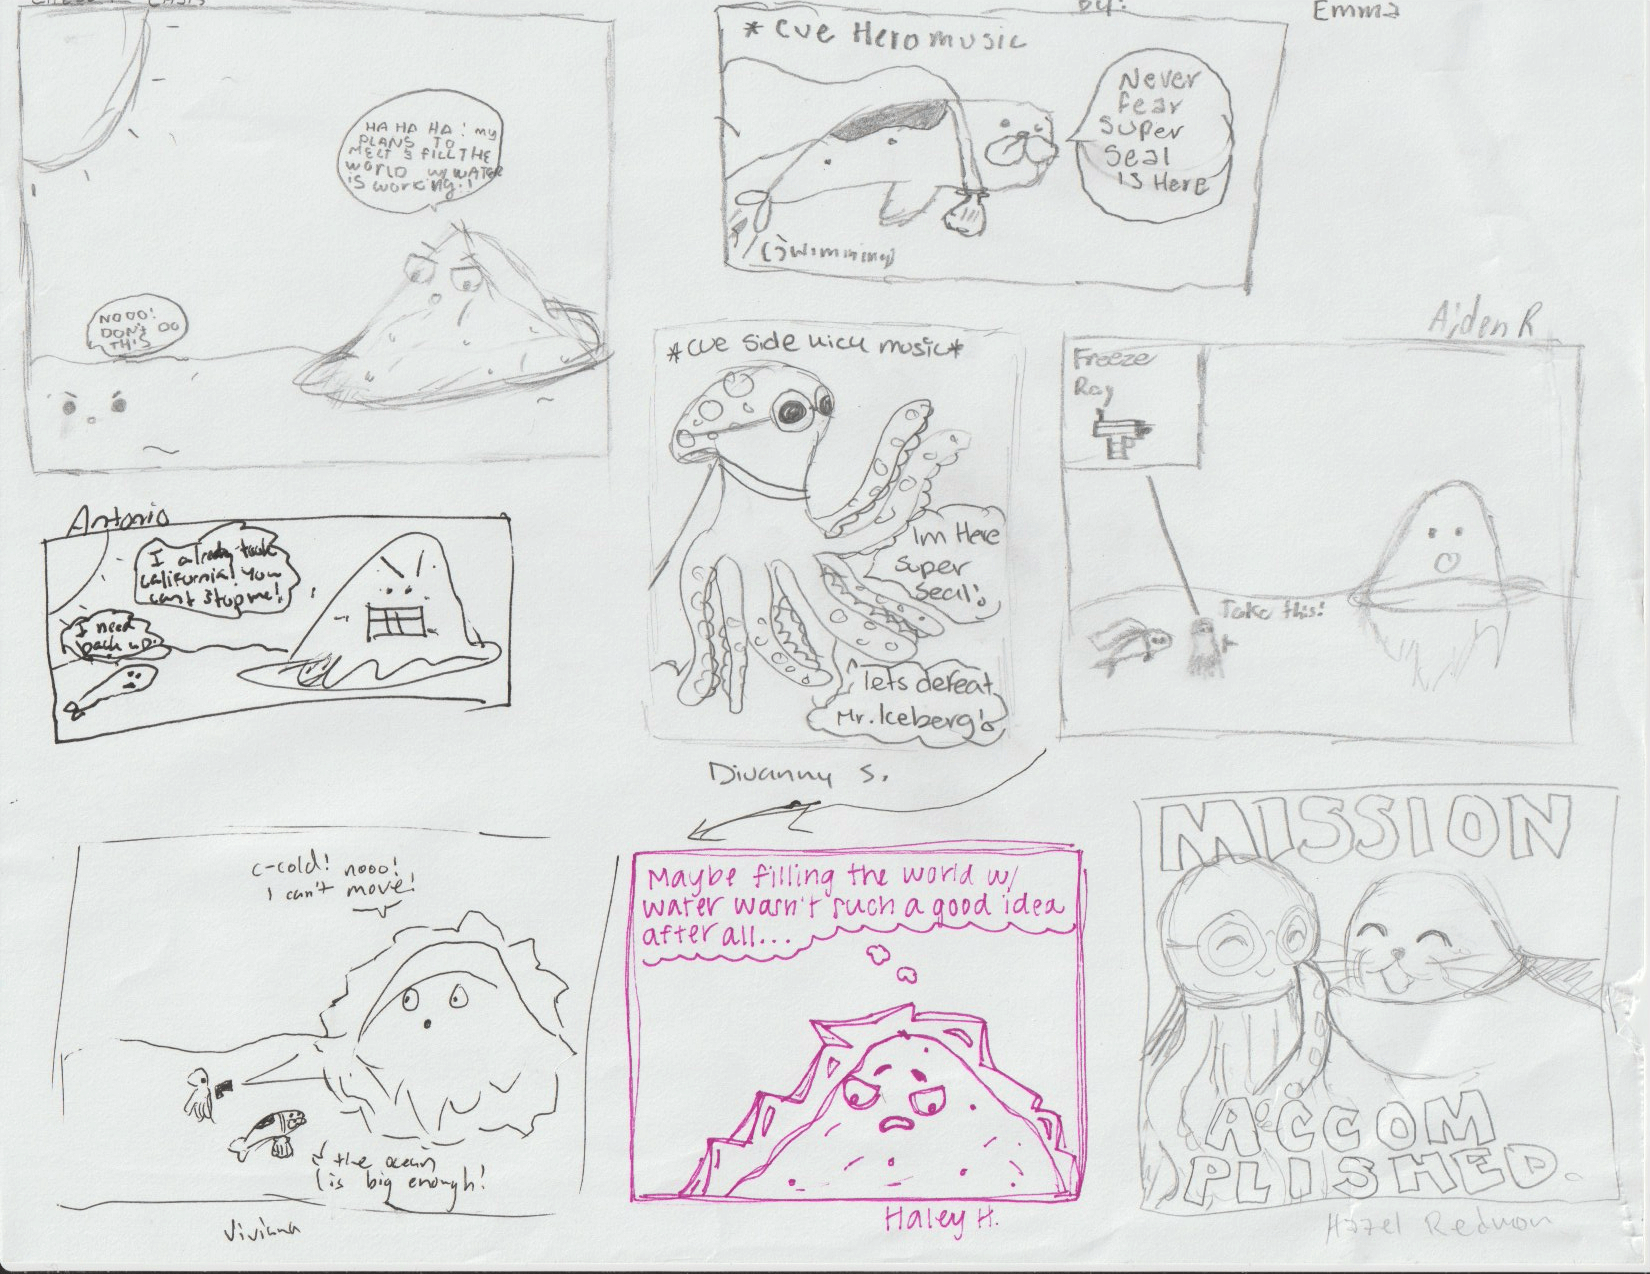 By: Emma
HA HA HA! my
PLANS TO
MELT & FILL THE
WORLD W/ WATER
IS working!!
NOOO!
DON'T DO
THIS
* Cue Hero music
Never
fear
Super
Seal
is Here
(Swimming)
Antonio
I already took
California! You
can't stop me!
I need
back up.
*Cue Side kick music*
Im Here
Super
Seal!
lets defeat
Mr. Iceberg!
Divanny S.
Aiden R
Freeze
Ray
Take this!
c-cold! nooo!
I can't move!
the ocean
is big enough!
Viviana
Maybe filling the world w/
water wasn't such a good idea
after all...
Haley H.
MISSION
ACCOM
PLISHED.
Hazel Redmon